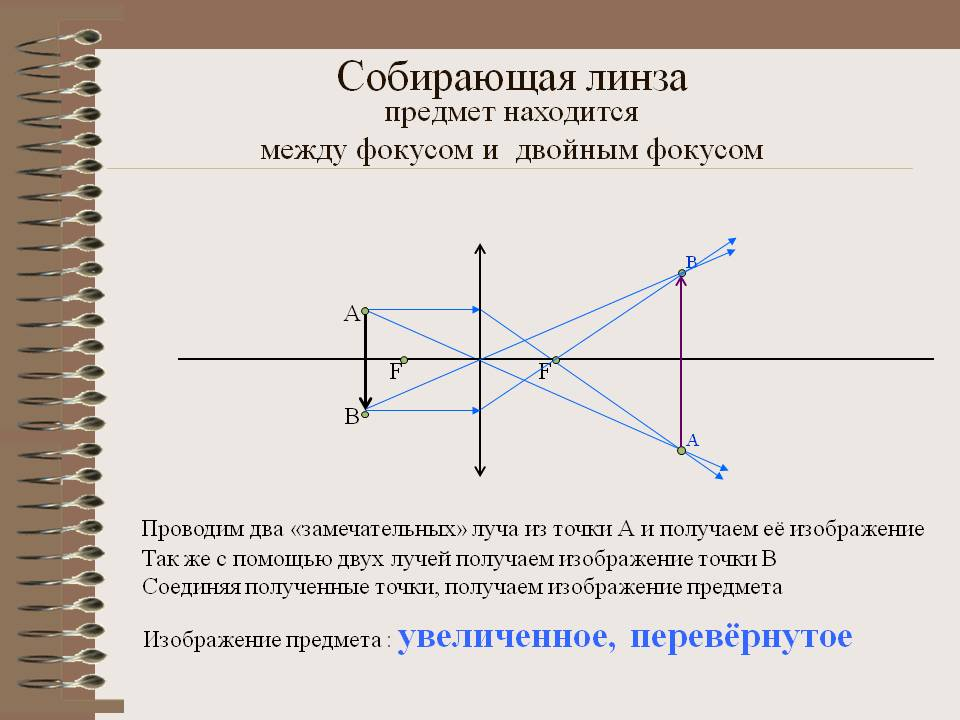 Собирающая линза
предмет находится
между фокусом и двойным фокусом
B
A
F
F
B
A
Проводим два «замечательных» луча из точки А и получаем её изображение
Так же с помощью двух лучей получаем изображение точки В
Соединяя полученные точки, получаем изображение предмета
Изображение предмета : увеличенное, перевёрнутое